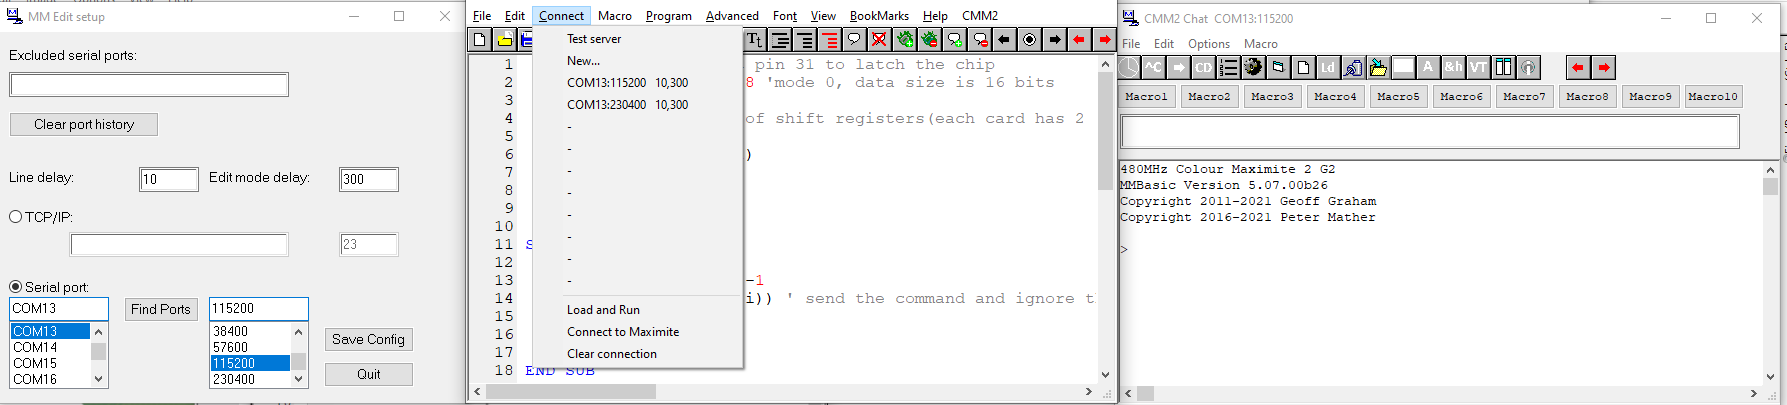 MM Edit setup
Excluded serial ports:
Clear port history
Line delay:
10
Edit mode delay:
300
TCP/IP:
23
Serial port:
COM13
Find Ports
115200
COM13
COM14
COM15
COM16
38400
57600
115200
230400
Save Config
Quit
File Edit Connect Macro Program Advanced Font View BookMarks Help CMM2
Tt
Test server
New...
COM13:115200 10,300
COM13:230400 10,300
-
-
-
-
-
-
-
-
Load and Run
Connect to Maximite
Clear connection
1 pin 31 to latch the chip
2 8 'mode 0, data size is 16 bits
3
4 of shift registers(each card has 2
5
6 )
7
8
9
10
11 S
12
13 -1
14 i)) ' send the command and ignore th
15
16
17
18 END SUB
CMM2 Chat COM13:115200
File Edit Options Macro
^C CD Ld A &h VT
Macro1 Macro2 Macro3 Macro4 Macro5 Macro6 Macro7 Macro8 Macro9 Macro10
480MHz Colour Maximite 2 G2
MMBasic Version 5.07.00b26
Copyright 2011-2021 Geoff Graham
Copyright 2016-2021 Peter Mather
>